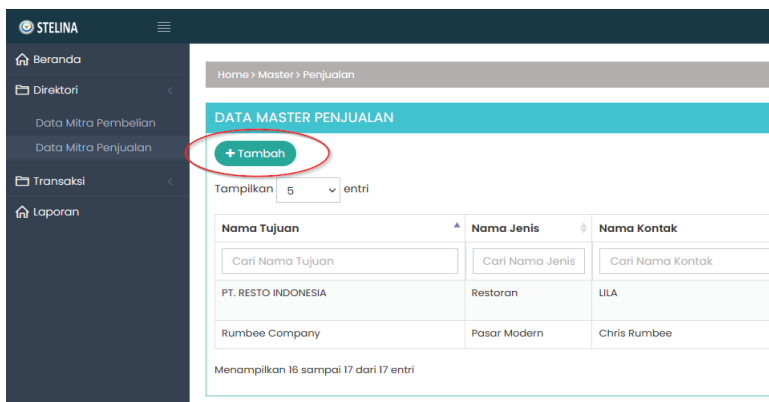 STELINA
Beranda
Direktori
Data Mitra Pembelian
Data Mitra Penjualan
Transaksi
Laporan
Home > Master > Penjualan
DATA MASTER PENJUALAN
+ Tambah
Tampilkan 5 entri
Nama Tujuan Nama Jenis Nama Kontak
Cari Nama Tujuan Cari Nama Jenis Cari Nama Kontak
PT. RESTO INDONESIA Restoran LILA
Rumbee Company Pasar Modern Chris Rumbee
Menampilkan 16 sampai 17 dari 17 entri